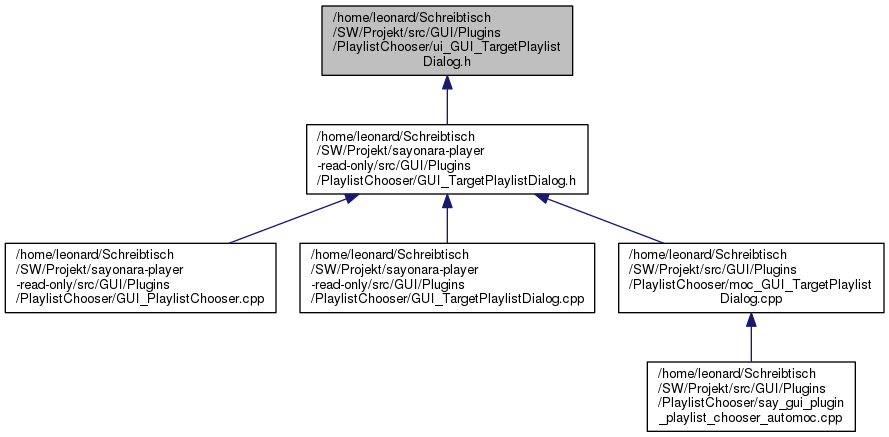 /home/leonard/Schreibtisch
/SW/Projekt/src/GUI/Plugins
/PlaylistChooser/ui_GUI_TargetPlaylist
Dialog.h
/home/leonard/Schreibtisch
/SW/Projekt/sayonara-player
-read-only/src/GUI/Plugins
/PlaylistChooser/GUI_TargetPlaylistDialog.h
/home/leonard/Schreibtisch
/SW/Projekt/sayonara-player
-read-only/src/GUI/Plugins
/PlaylistChooser/GUI_PlaylistChooser.cpp
/home/leonard/Schreibtisch
/SW/Projekt/sayonara-player
-read-only/src/GUI/Plugins
/PlaylistChooser/GUI_TargetPlaylistDialog.cpp
/home/leonard/Schreibtisch
/SW/Projekt/src/GUI/Plugins
/PlaylistChooser/moc_GUI_TargetPlaylist
Dialog.cpp
/home/leonard/Schreibtisch
/SW/Projekt/src/GUI/Plugins
/PlaylistChooser/say_gui_plugin
_playlist_chooser_automoc.cpp